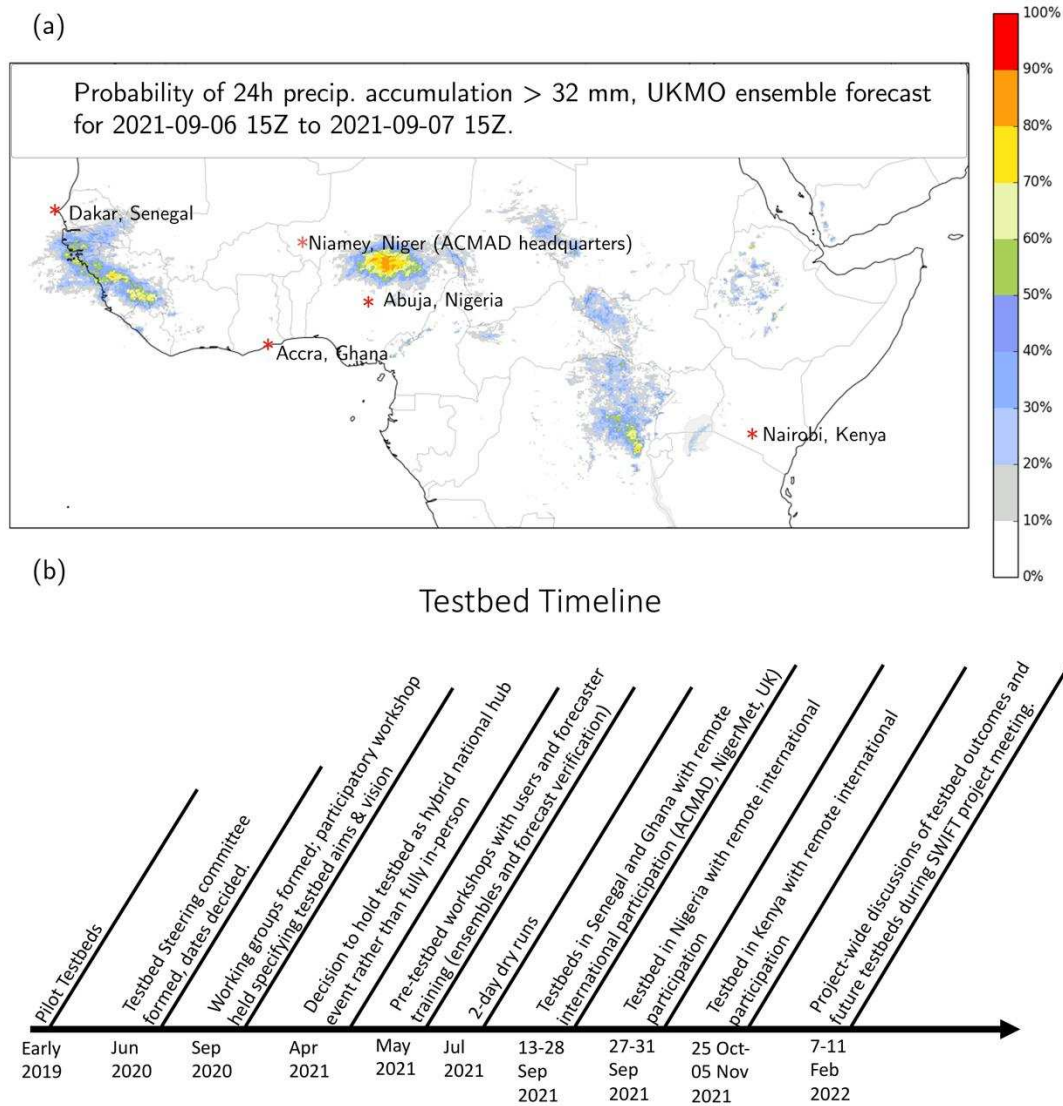 (a)
Probability of 24h precip. accumulation > 32 mm, UKMO ensemble forecast
for 2021-09-06 15Z to 2021-09-07 15Z.
100%
90%
80%
70%
60%
50%
40%
30%
20%
10%
0%
Dakar, Senegal
Niamey, Niger (ACMAD headquarters)
Abuja, Nigeria
Accra, Ghana
Nairobi, Kenya
(b)
Testbed Timeline
Pilot Testbeds
Testbed Steering committee
formed, dates decided.
Working groups formed; participatory workshop
held specifying testbed aims & vision
Decision to hold testbed as hybrid national hub
event rather than fully in-person
Pre-testbed workshops with users and forecaster
training (ensembles and forecast verification)
2-day dry runs
Testbeds in Senegal and Ghana with remote
international participation (ACMAD, NigerMet, UK)
Testbed in Nigeria with remote international
participation
Testbed in Kenya with remote international
participation
Project-wide discussions of testbed outcomes and
future testbeds during SWIFT project meeting.
Early
2019
Jun
2020
Sep
2020
Apr
2021
May
2021
Jul
2021
13-28
Sep
2021
27-31
Sep
2021
25 Oct-
05 Nov
2021
7-11
Feb
2022